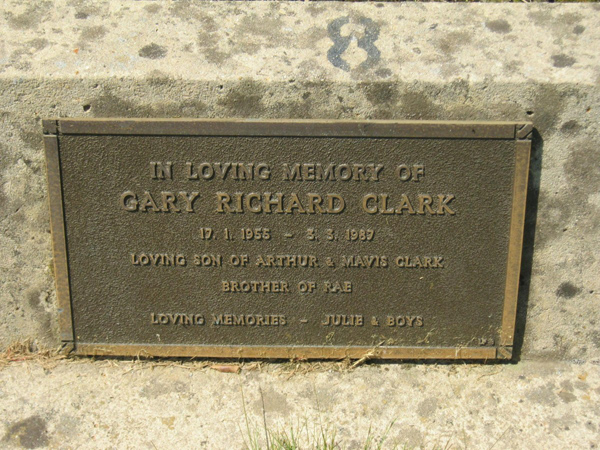 8
IN LOVING MEMORY OF
GARY RICHARD CLARK
17. 1. 1955 - 3. 3. 1987
LOVING SON OF ARTHUR & MAVIS CLARK
BROTHER OF RAE
LOVING MEMORIES - JULIE & BOYS